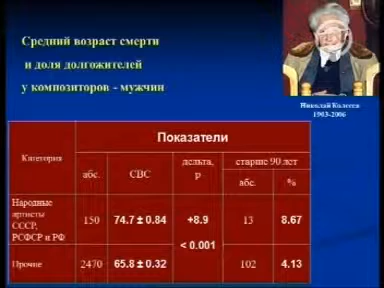 Средний возраст смерти
и доля долгожителей
у композиторов - мужчин
Николай Колесса
1903-2006
Показатели
Категория
абс.
СВС
дельта,
р
старше 90 лет
абс.
%
Народные
артисты
СССР,
РСФСР и РФ
150
74.7 ± 0.84
+8.9
13
8.67
< 0.001
Прочие
2470
65.8 ± 0.32
102
4.13